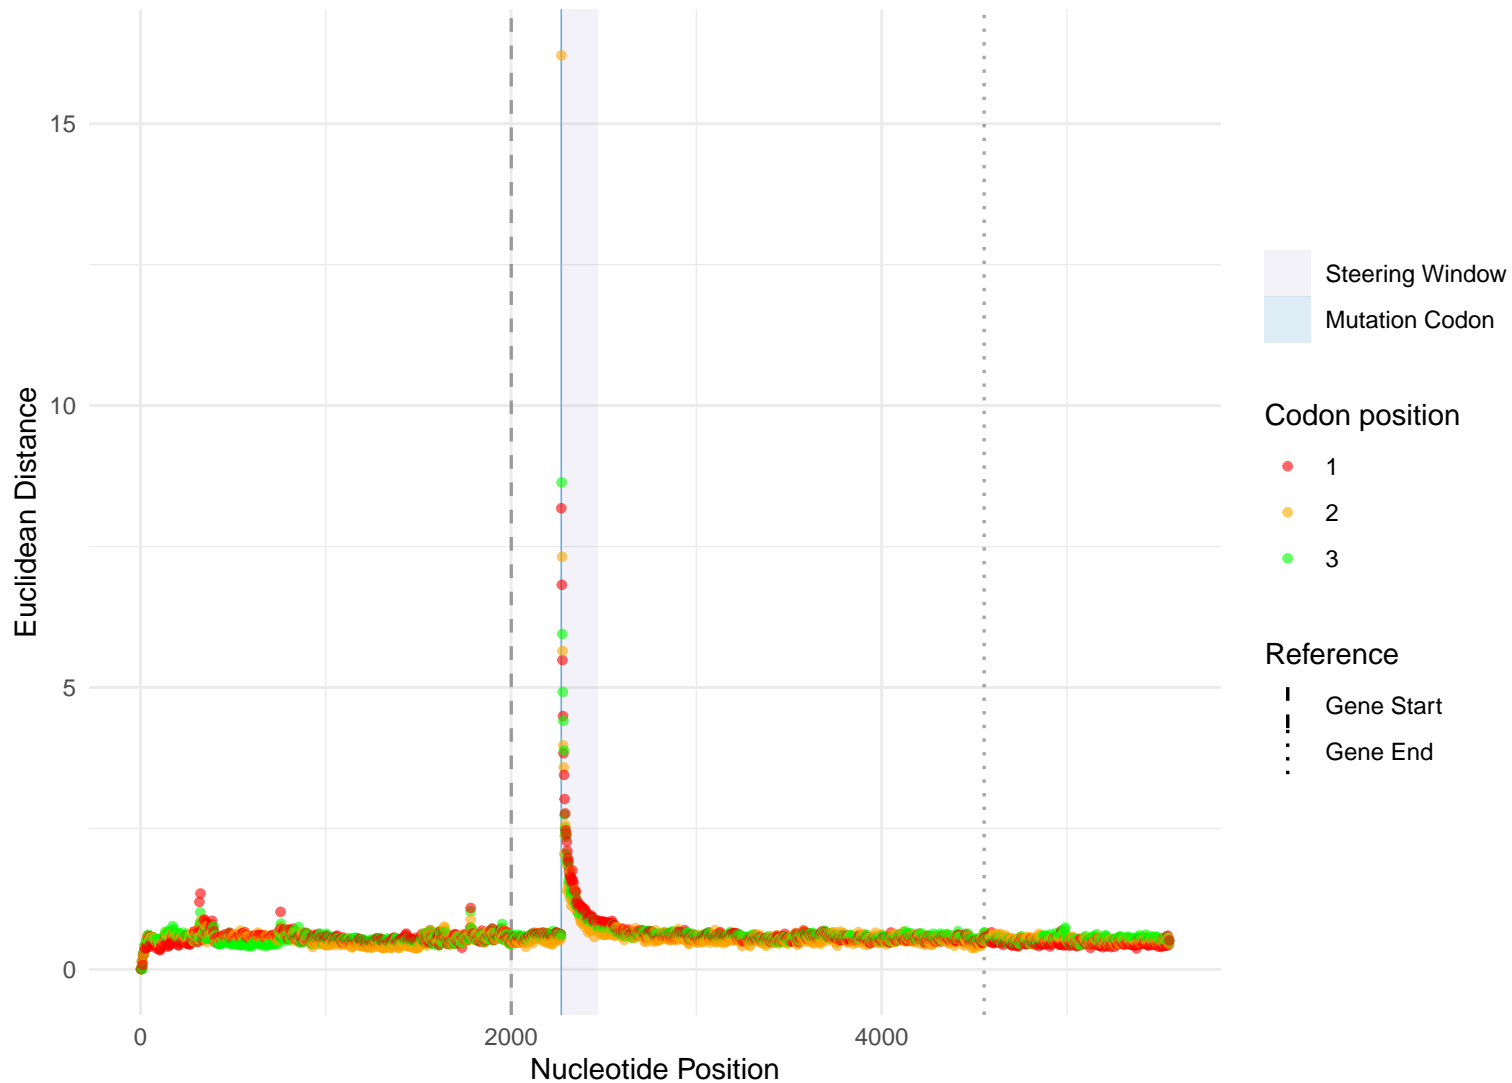 15
10
5
0
Euclidean Distance
0
2000
4000
Nucleotide Position
Steering Window
Mutation Codon
Codon position
1
2
3
Reference
Gene Start
Gene End